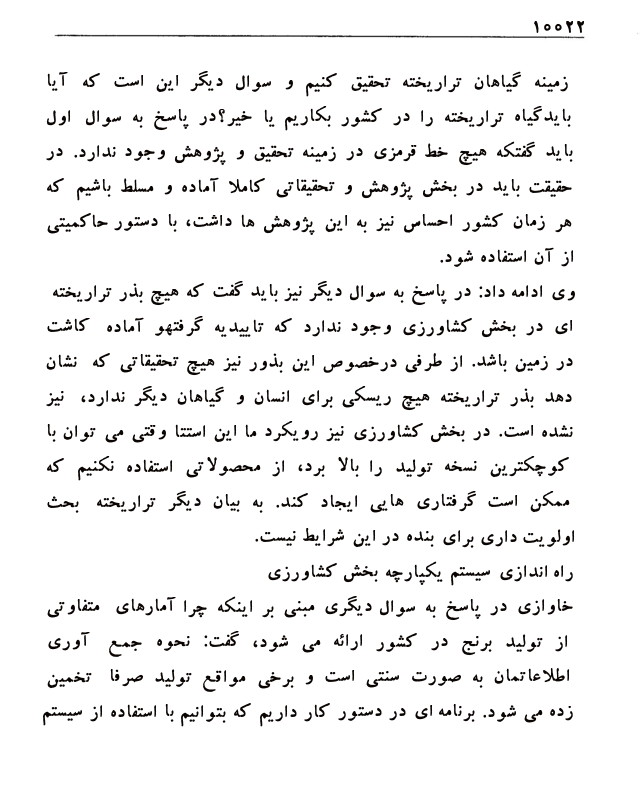 ۱۰۰۲۲
زمینه گیاهان تراریخته تحقیق کنیم و سوال دیگر این است که آیا
بایدگیاه تراریخته را در کشور بکاریم یا خیر؟در پاسخ به سوال اول
باید گفتکه هیچ خط قرمزی در زمینه تحقیق و پژوهش وجود ندارد. در
حقیقت باید در بخش پژوهش و تحقیقاتی کاملا آماده و مسلط باشیم که
هر زمان کشور احساس نیز به این پژوهش ها داشت، با دستور حاکمیتی
از آن استفاده شود.
وی ادامه داد: در پاسخ به سوال دیگر نیز باید گفت که هیچ بذر تراریخته
ای در بخش کشاورزی وجود ندارد که تاییدیه گرفتهو آماده کاشت
در زمین باشد. از طرفی درخصوص این بذور نیز هیچ تحقیقاتی که نشان
دهد بذر تراریخته هیچ ریسکی برای انسان و گیاهان دیگر ندارد، نیز
نشده است. در بخش کشاورزی نیز رویکرد ما این استتا وقتی می توان با
کوچکترین نسخه تولید را بالا برد، از محصولاتی استفاده نکنیم که
ممکن است گرفتاری هایی ایجاد کند. به بیان دیگر تراریخته بحث
اولویت داری برای بنده در این شرایط نیست.
راه اندازی سیستم یکپارچه بخش کشاورزی
خاوازی در پاسخ به سوال دیگری مبنی بر اینکه چرا آمارهای متفاوتی
از تولید برنج در کشور ارائه می شود، گفت: نحوه جمع آوری
اطلاعاتمان به صورت سنتی است و برخی مواقع تولید صرفا تخمین
زده می شود. برنامه ای در دستور کار داریم که بتوانیم با استفاده از سیستم